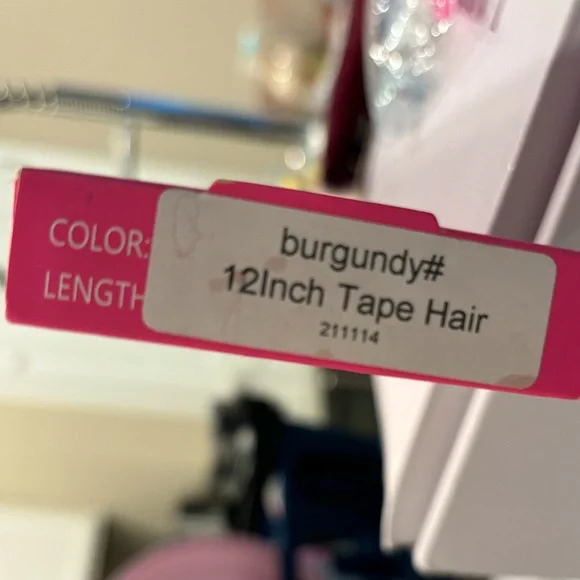 COLOR:
LENGTH
burgundy#
12Inch Tape Hair
211114